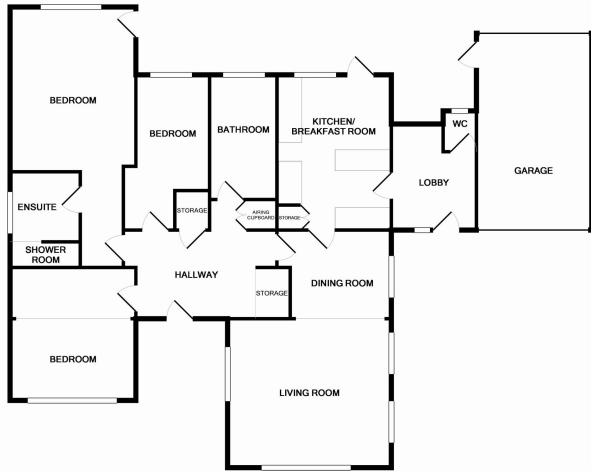 BEDROOM
BEDROOM
BATHROOM
KITCHEN/
BREAKFAST ROOM
WC
GARAGE
LOBBY
ENSUITE
STORAGE
AIRING
CUPBOARD
STORAGE
SHOWER
ROOM
HALLWAY
DINING ROOM
STORAGE
BEDROOM
LIVING ROOM